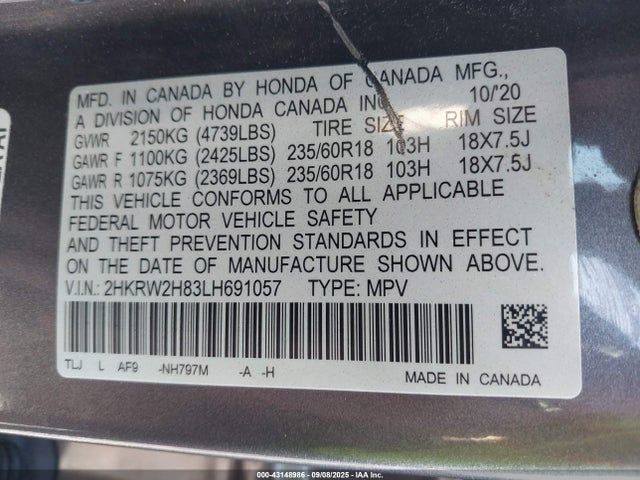 MFD. IN CANADA BY HONDA OF CANADA MFG.,
A DIVISION OF HONDA CANADA INC. 10/'20
GVWR 2150KG (4739LBS) TIRE SIZE RIM SIZE
GAWR F 1100KG (2425LBS) 235/60R18 103H 18X7.5J
GAWR R 1075KG (2369LBS) 235/60R18 103H 18X7.5J
THIS VEHICLE CONFORMS TO ALL APPLICABLE
FEDERAL MOTOR VEHICLE SAFETY
AND THEFT PREVENTION STANDARDS IN EFFECT
ON THE DATE OF MANUFACTURE SHOWN ABOVE.
V.I.N.: 2HKRW2H83LH691057 TYPE: MPV
TLJ L AF9 -NH797M -A -H
MADE IN CANADA
000-43148986 - 09/08/2025 - IAA Inc.